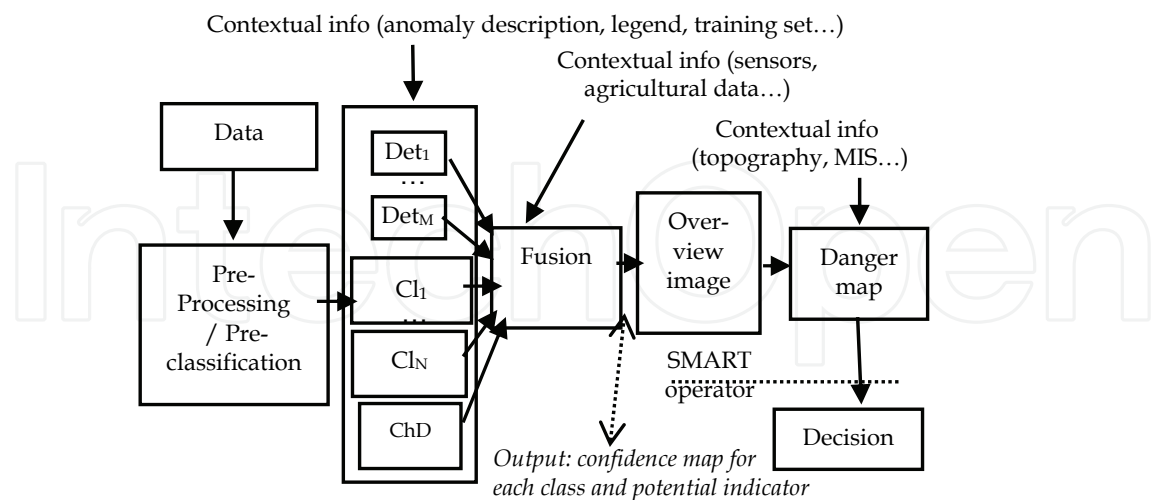 Contextual info (anomaly description, legend, training set…)
Contextual info (sensors,
agricultural data…)
Contextual info
(topography, MIS…)
Data
Pre-
Processing
/ Pre-
classification
Det₁
…
Detₘ
Cl₁
…
Clₙ
ChD
Fusion
Over-
view
image
Danger
map
SMART
operator
Decision
Output: confidence map for
each class and potential indicator
IntechOpen